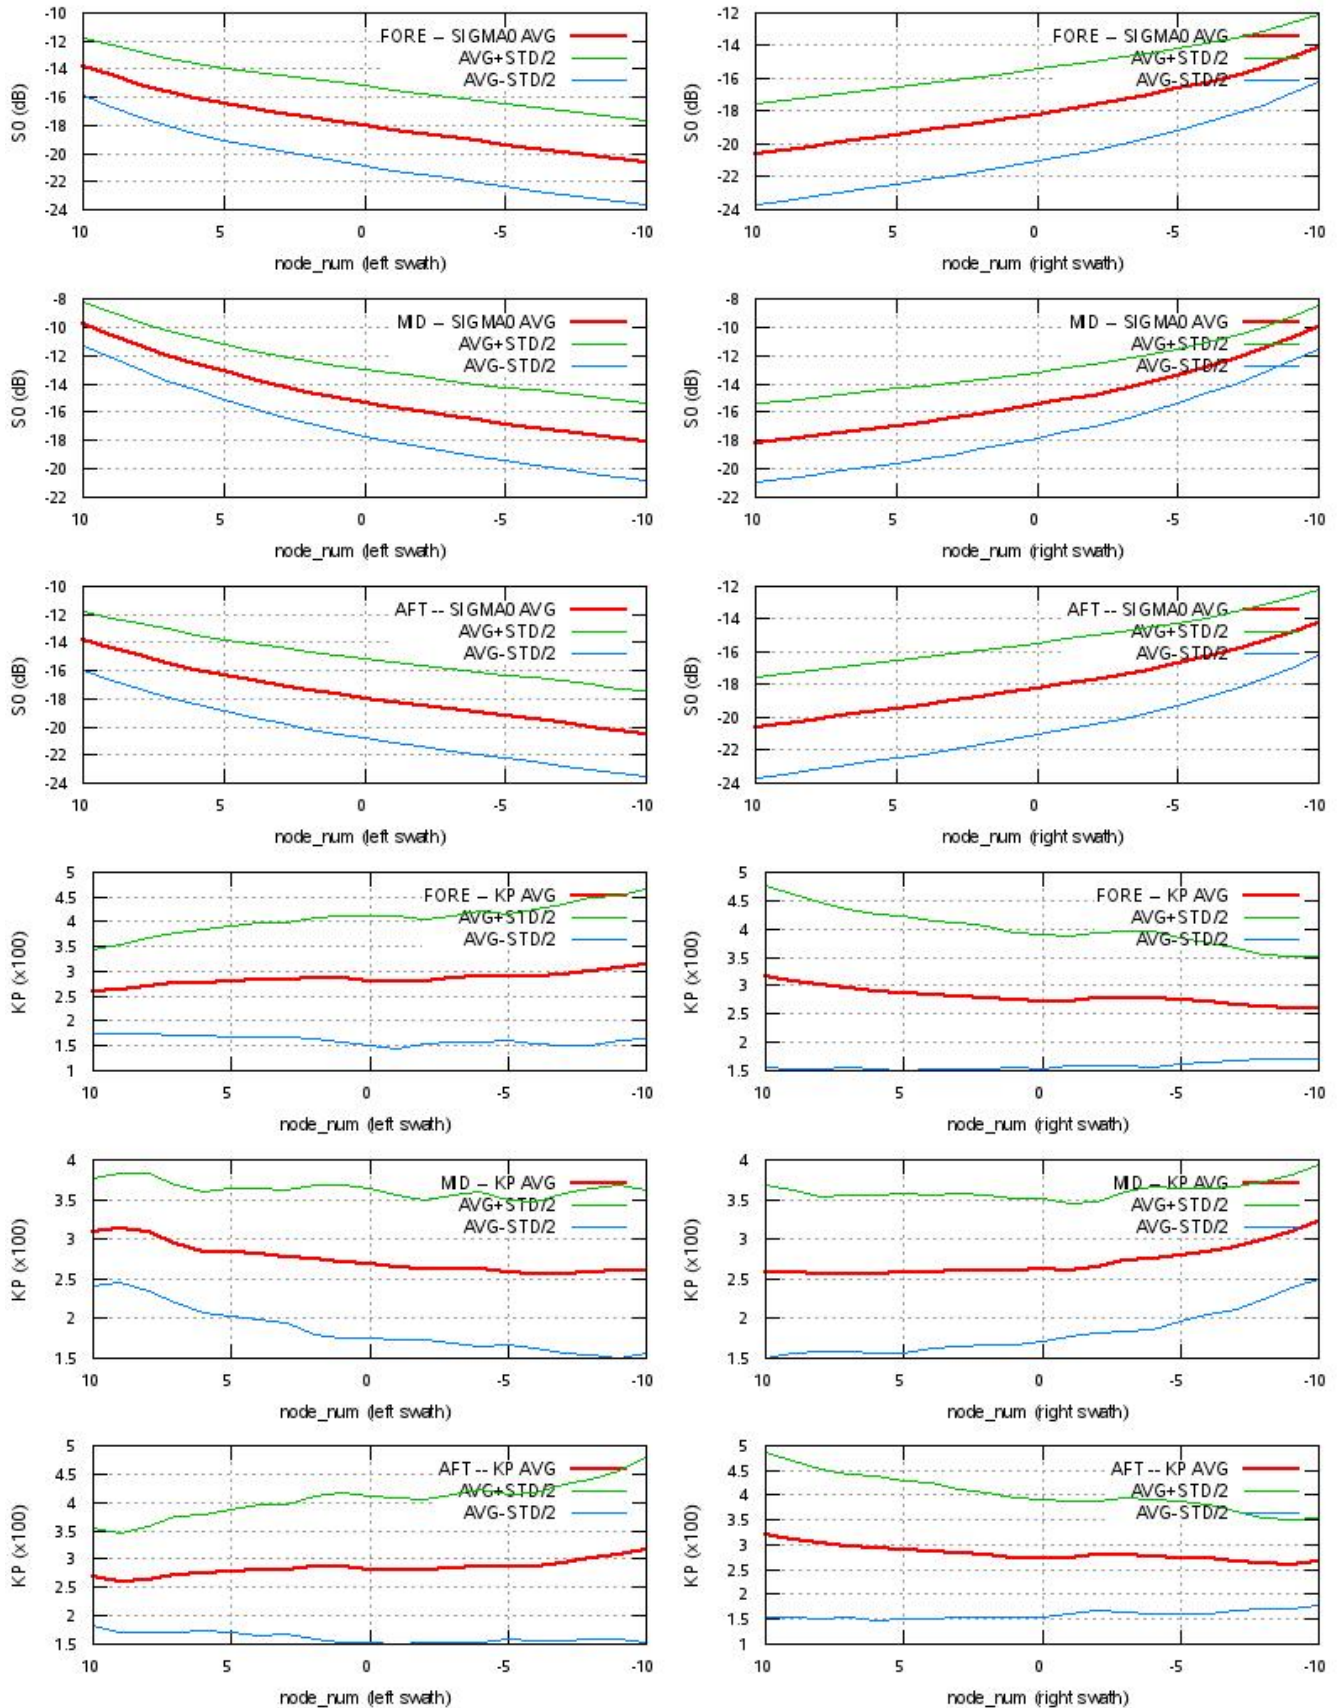 -10
FORE – SIGMA0 AVG
-12
AVG+STD/2
-14
AVG-STD/2
-16
-18
-20
-22
-24
S0 (dB)
10 5 0 -5 -10
node_num (left swath)
-12
FORE – SIGMA0 AVG
-14
AVG+STD/2
AVG-STD/2
-16
-18
-20
-22
-24
S0 (dB)
10 5 0 -5 -10
node_num (right swath)
-8
MID – SIGMA0 AVG
-10
AVG+STD/2
-12
AVG-STD/2
-14
-16
-18
-20
-22
S0 (dB)
10 5 0 -5 -10
node_num (left swath)
-8
MID – SIGMA0 AVG
-10
AVG+STD/2
-12
AVG-STD/2
-14
-16
-18
-20
-22
S0 (dB)
10 5 0 -5 -10
node_num (right swath)
-10
AFT -- SIGMA0 AVG
-12
AVG+STD/2
-14
AVG-STD/2
-16
-18
-20
-22
-24
S0 (dB)
10 5 0 -5 -10
node_num (left swath)
-12
AFT -- SIGMA0 AVG
-14
AVG+STD/2
AVG-STD/2
-16
-18
-20
-22
-24
S0 (dB)
10 5 0 -5 -10
node_num (right swath)
5
FORE – KP AVG
4.5
AVG+STD/2
4
AVG-STD/2
3.5
3
2.5
2
1.5
1
KP (x100)
10 5 0 -5 -10
node_num (left swath)
5
FORE – KP AVG
4.5
AVG+STD/2
4
AVG-STD/2
3.5
3
2.5
2
1.5
KP (x100)
10 5 0 -5 -10
node_num (right swath)
4
MID – KP AVG
3.5
AVG+STD/2
AVG-STD/2
3
2.5
2
1.5
KP (x100)
10 5 0 -5 -10
node_num (left swath)
4
MID – KP AVG
3.5
AVG+STD/2
AVG-STD/2
3
2.5
2
1.5
KP (x100)
10 5 0 -5 -10
node_num (right swath)
5
AFT -- KP AVG
4.5
AVG+STD/2
4
AVG-STD/2
3.5
3
2.5
2
1.5
KP (x100)
10 5 0 -5 -10
node_num (left swath)
5
AFT -- KP AVG
4.5
AVG+STD/2
4
AVG-STD/2
3.5
3
2.5
2
1.5
1
KP (x100)
10 5 0 -5 -10
node_num (right swath)